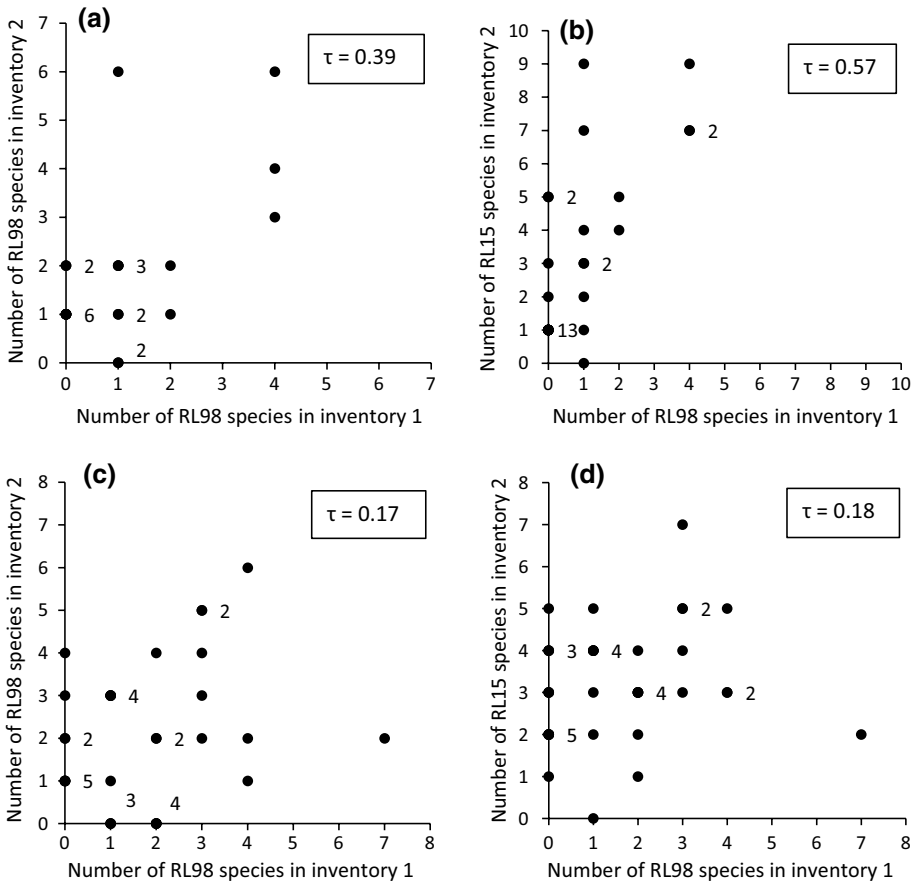 (a)
τ = 0.39
Number of RL98 species in inventory 2
7
6
5
4
3
2
1
0
2 3
6 2
2
0 1 2 3 4 5 6 7
Number of RL98 species in inventory 1
(b)
τ = 0.57
Number of RL15 species in inventory 2
10
9
8
7
6
5
4
3
2
1
0
2
2
2
13
0 1 2 3 4 5 6 7 8 9 10
Number of RL98 species in inventory 1
(c)
τ = 0.17
Number of RL98 species in inventory 2
8
7
6
5
4
3
2
1
0
2
4
2 2
5
3 4
0 1 2 3 4 5 6 7 8
Number of RL98 species in inventory 1
(d)
τ = 0.18
Number of RL15 species in inventory 2
8
7
6
5
4
3
2
1
0
2
3 4
4 2
5
0 1 2 3 4 5 6 7 8
Number of RL98 species in inventory 1